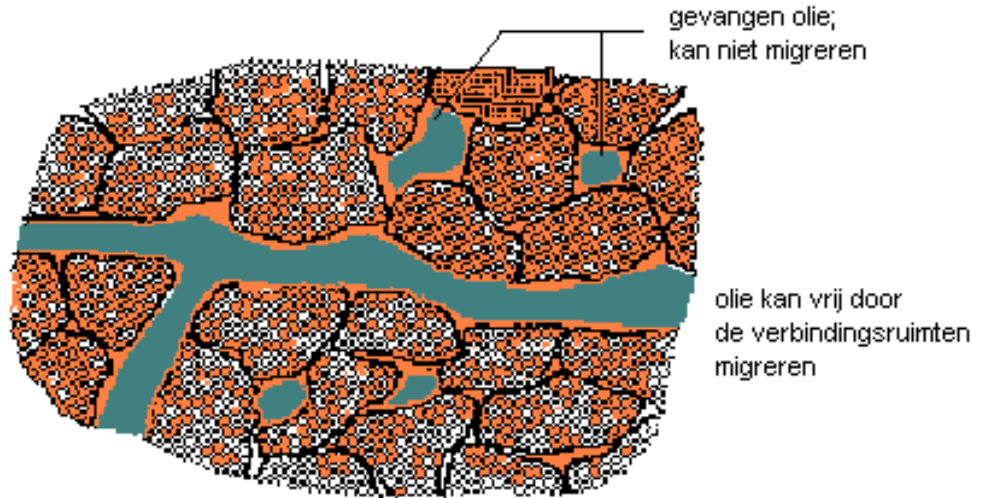 gevangen olie;
kan niet migreren
olie kan vrij door
de verbindingsruimten
migreren